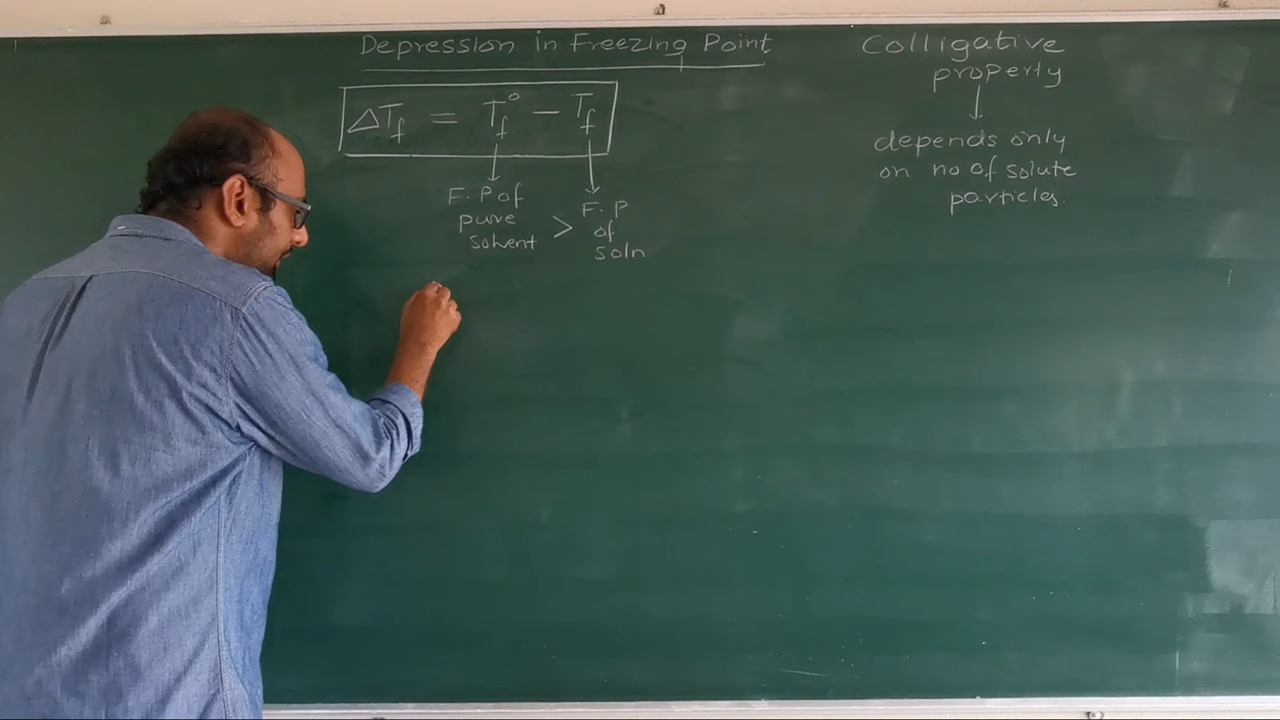 Depression in Freezing Point
ΔTf = Tf° − Tf
F.P of
pure
solvent
>
F.P
of
soln.
Colligative
property
↓
depends only
on no of solute
particles.